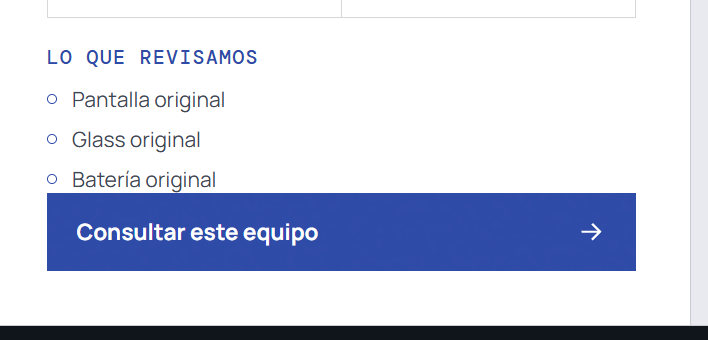 LO QUE REVISAMOS
Pantalla original
Glass original
Batería original
Consultar este equipo